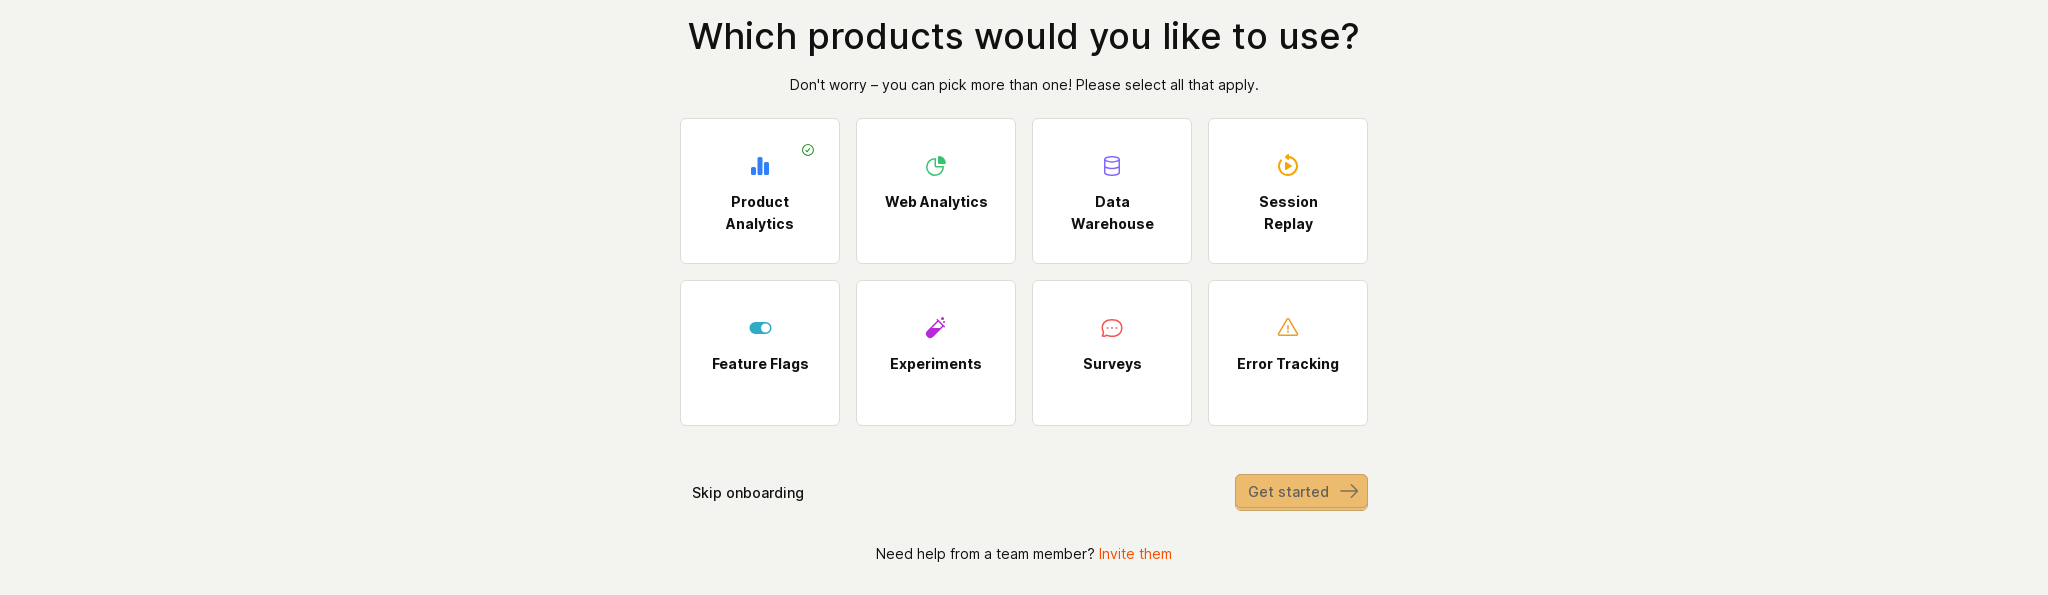 Which products would you like to use?
Don't worry – you can pick more than one! Please select all that apply.
Product
Analytics
Web Analytics
Data
Warehouse
Session
Replay
Feature Flags
Experiments
Surveys
Error Tracking
Skip onboarding
Get started
Need help from a team member? Invite them